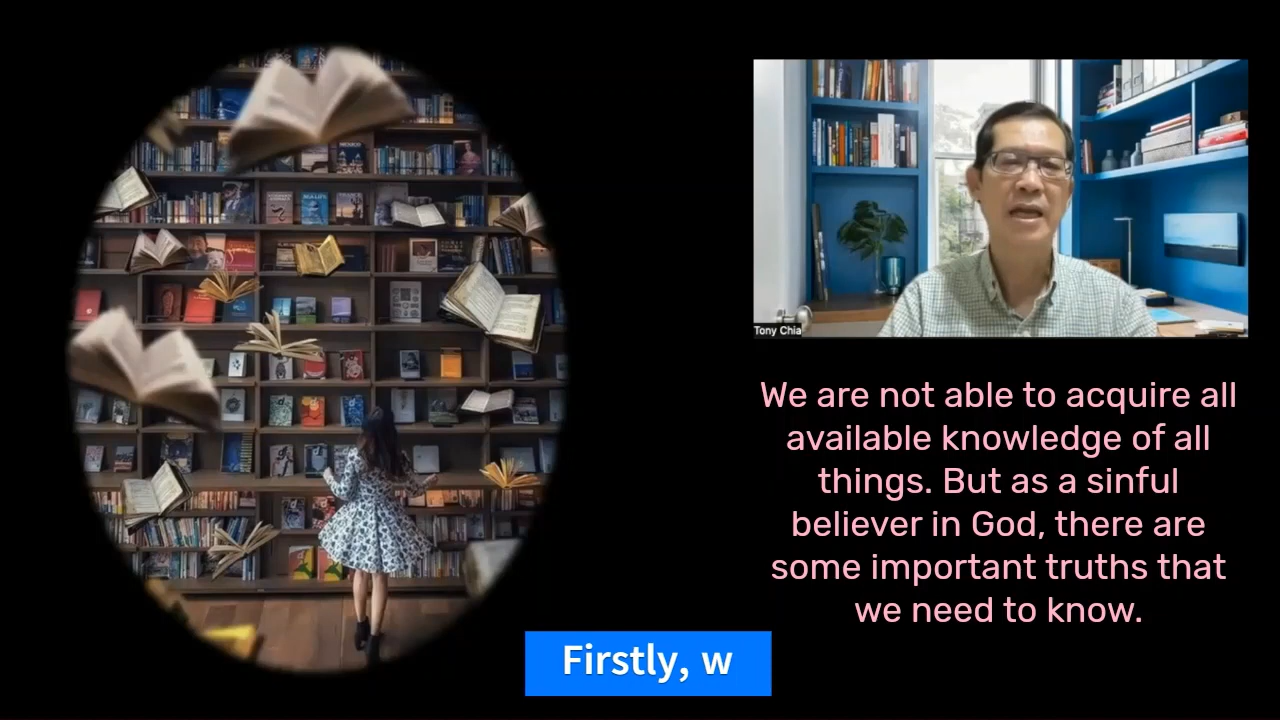 Tony Chia
We are not able to acquire all
available knowledge of all
things. But as a sinful
believer in God, there are
some important truths that
we need to know.
Firstly, w